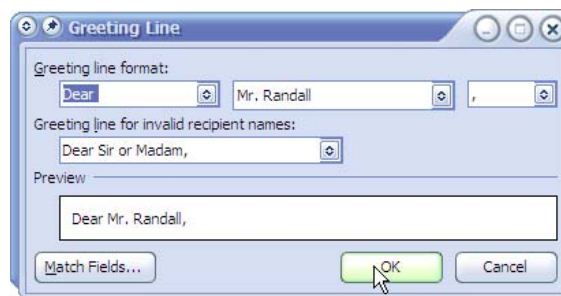 Greeting Line
Greeting line format:
Dear Mr. Randall ,
Greeting line for invalid recipient names:
Dear Sir or Madam,
Preview
Dear Mr. Randall,
Match Fields... OK Cancel